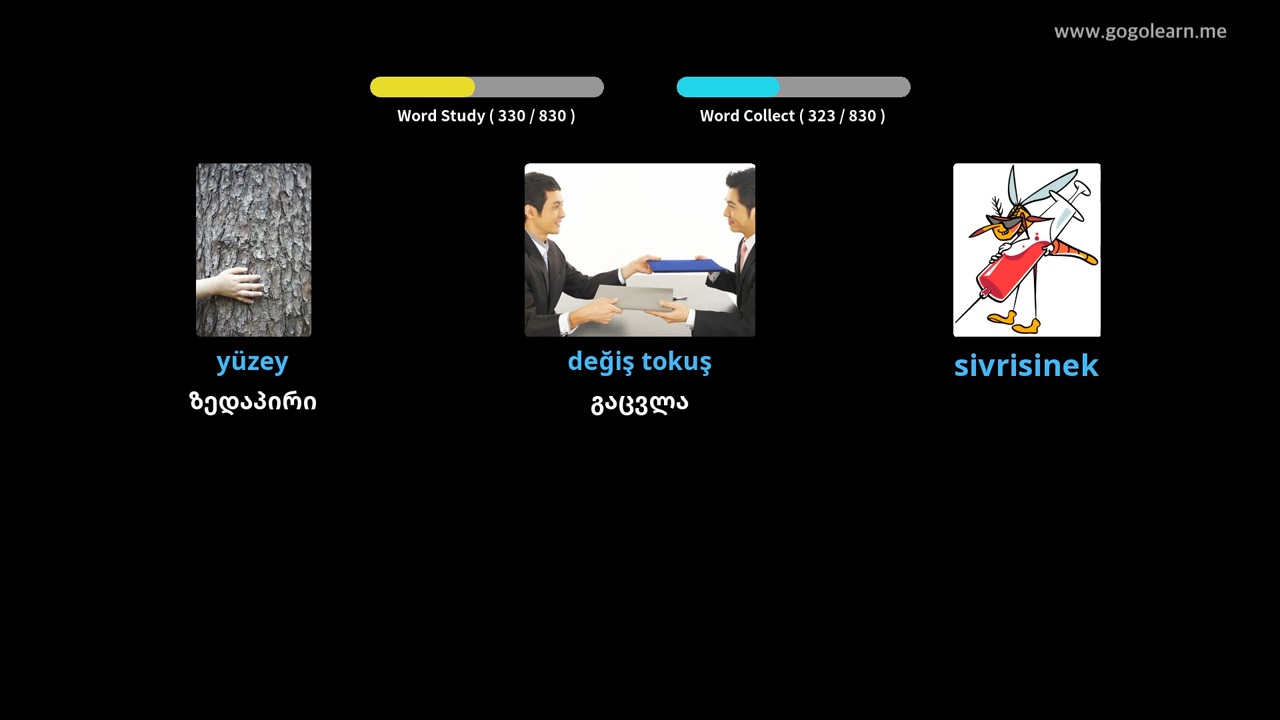 www.gogolearn.me
Word Study ( 330 / 830 )
Word Collect ( 323 / 830 )
yüzey
ზედაპირი
değiş tokuş
გაცვლა
sivrisinek